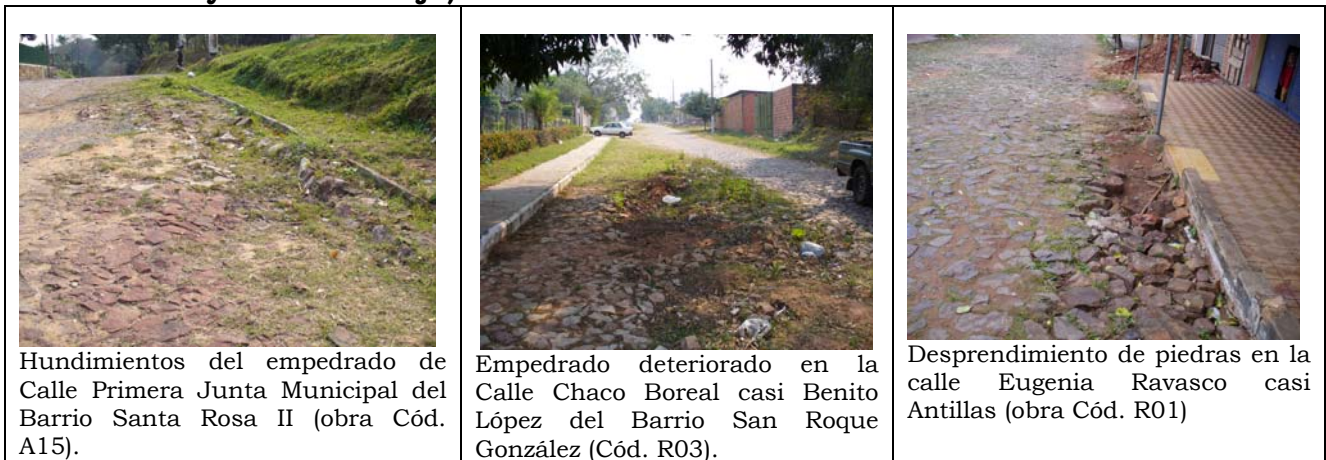 Hundimientos del empedrado de
Calle Primera Junta Municipal del
Barrio Santa Rosa II (obra Cód.
A15).
Empedrado deteriorado en la
Calle Chaco Boreal casi Benito
López del Barrio San Roque
González (Cód. R03).
Desprendimiento de piedras en la
calle Eugenia Ravasco casi
Antillas (obra Cód. R01)